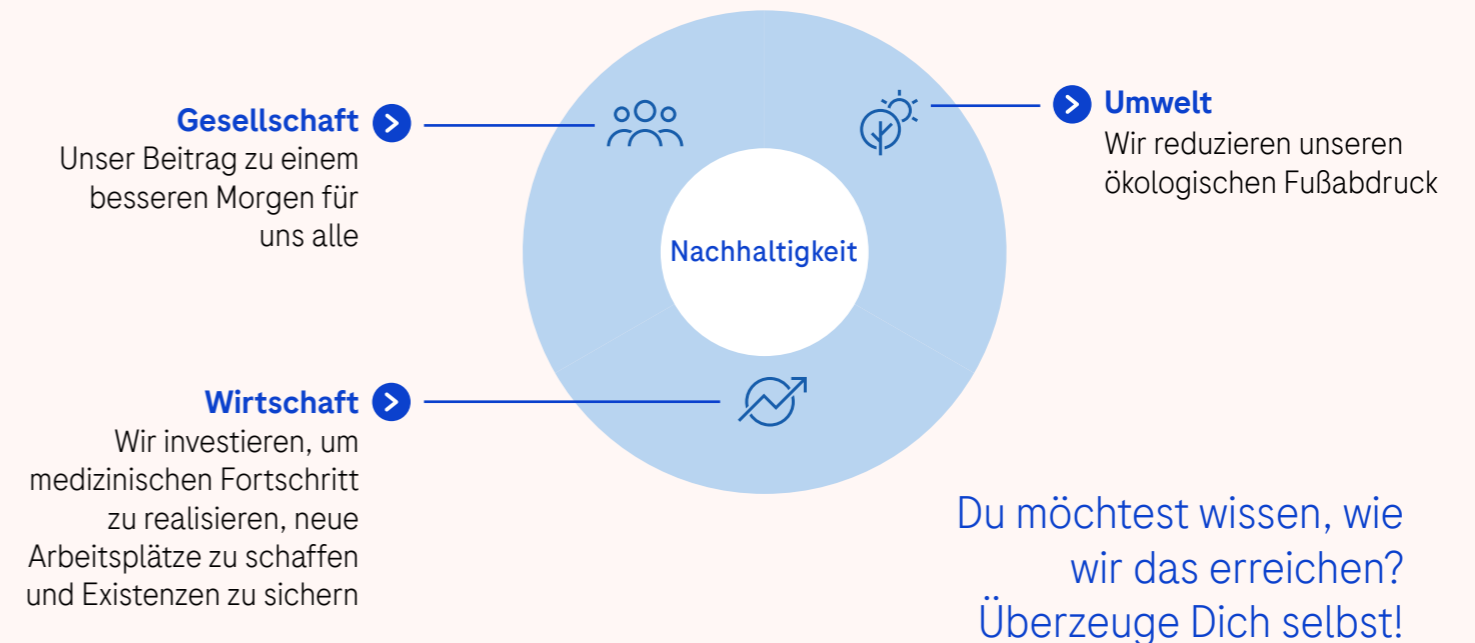 Gesellschaft
Unser Beitrag zu einem
besseren Morgen für
uns alle
Umwelt
Wir reduzieren unseren
ökologischen Fußabdruck
Nachhaltigkeit
Wirtschaft
Wir investieren, um
medizinischen Fortschritt
zu realisieren, neue
Arbeitsplätze zu schaffen
und Existenzen zu sichern
Du möchtest wissen, wie
wir das erreichen?
Überzeuge Dich selbst!